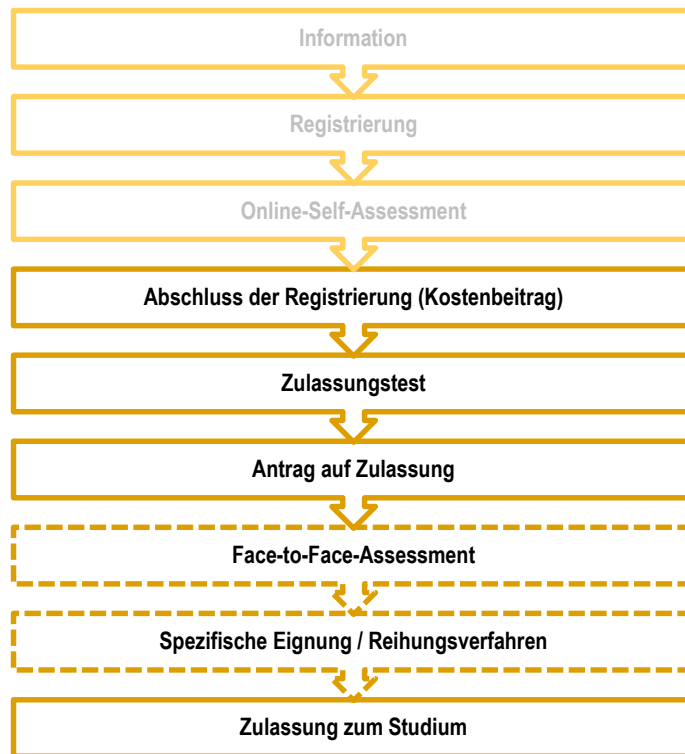 Information
Registrierung
Online-Self-Assessment
Abschluss der Registrierung (Kostenbeitrag)
Zulassungstest
Antrag auf Zulassung
Face-to-Face-Assessment
Spezifische Eignung / Reihungsverfahren
Zulassung zum Studium